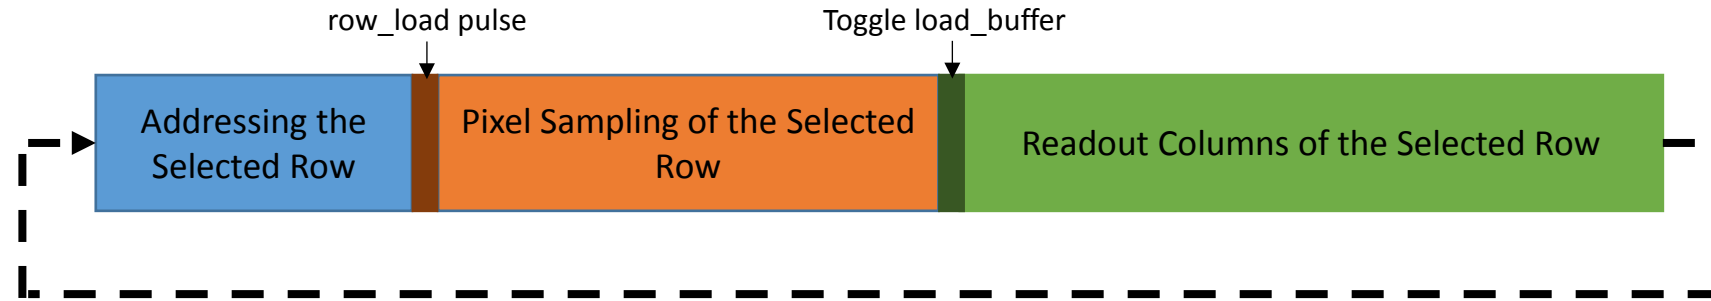 row_load pulse
Toggle load_buffer
Addressing the
Selected Row
Pixel Sampling of the Selected
Row
Readout Columns of the Selected Row